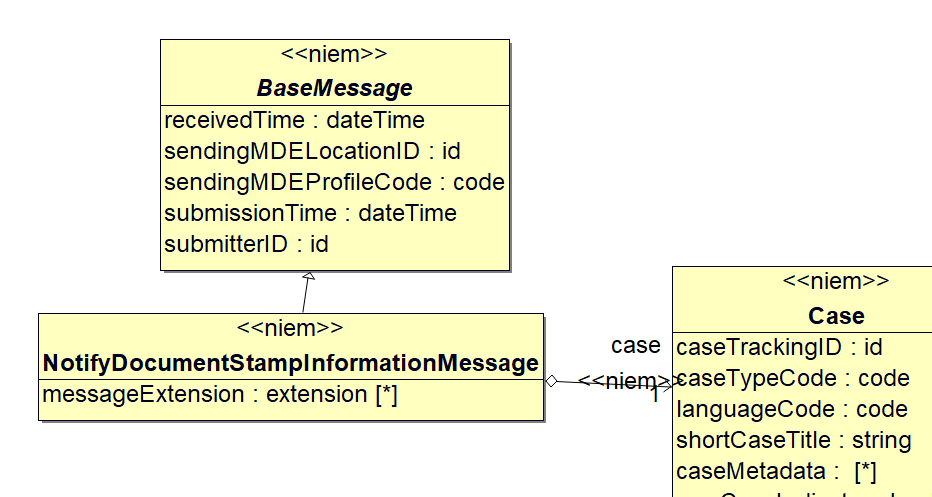 <<niem>>
BaseMessage
receivedTime : dateTime
sendingMDELocationID : id
sendingMDEProfileCode : code
submissionTime : dateTime
submitterID : id
<<niem>>
NotifyDocumentStampInformationMessage
messageExtension : extension [*]
case
<<niem>>
1
<<niem>>
Case
caseTrackingID : id
caseTypeCode : code
languageCode : code
shortCaseTitle : string
caseMetadata : [*]